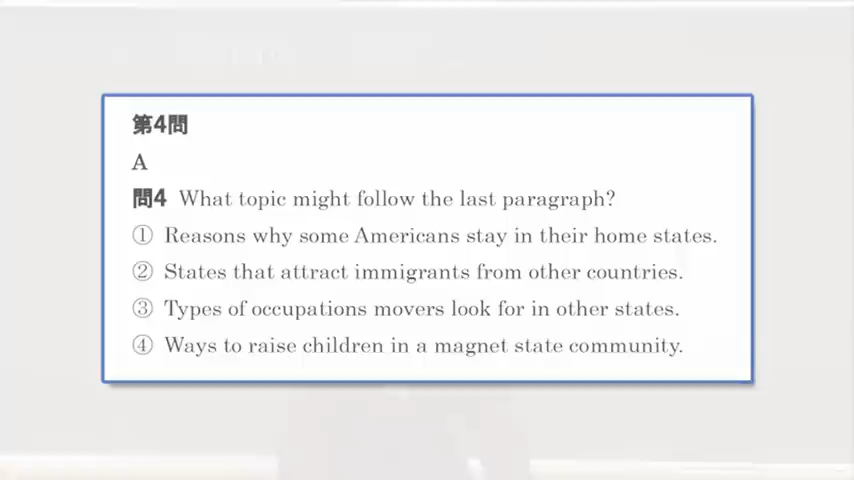 第4問
A
問4 What topic might follow the last paragraph?
① Reasons why some Americans stay in their home states.
② States that attract immigrants from other countries.
③ Types of occupations movers look for in other states.
④ Ways to raise children in a magnet state community.